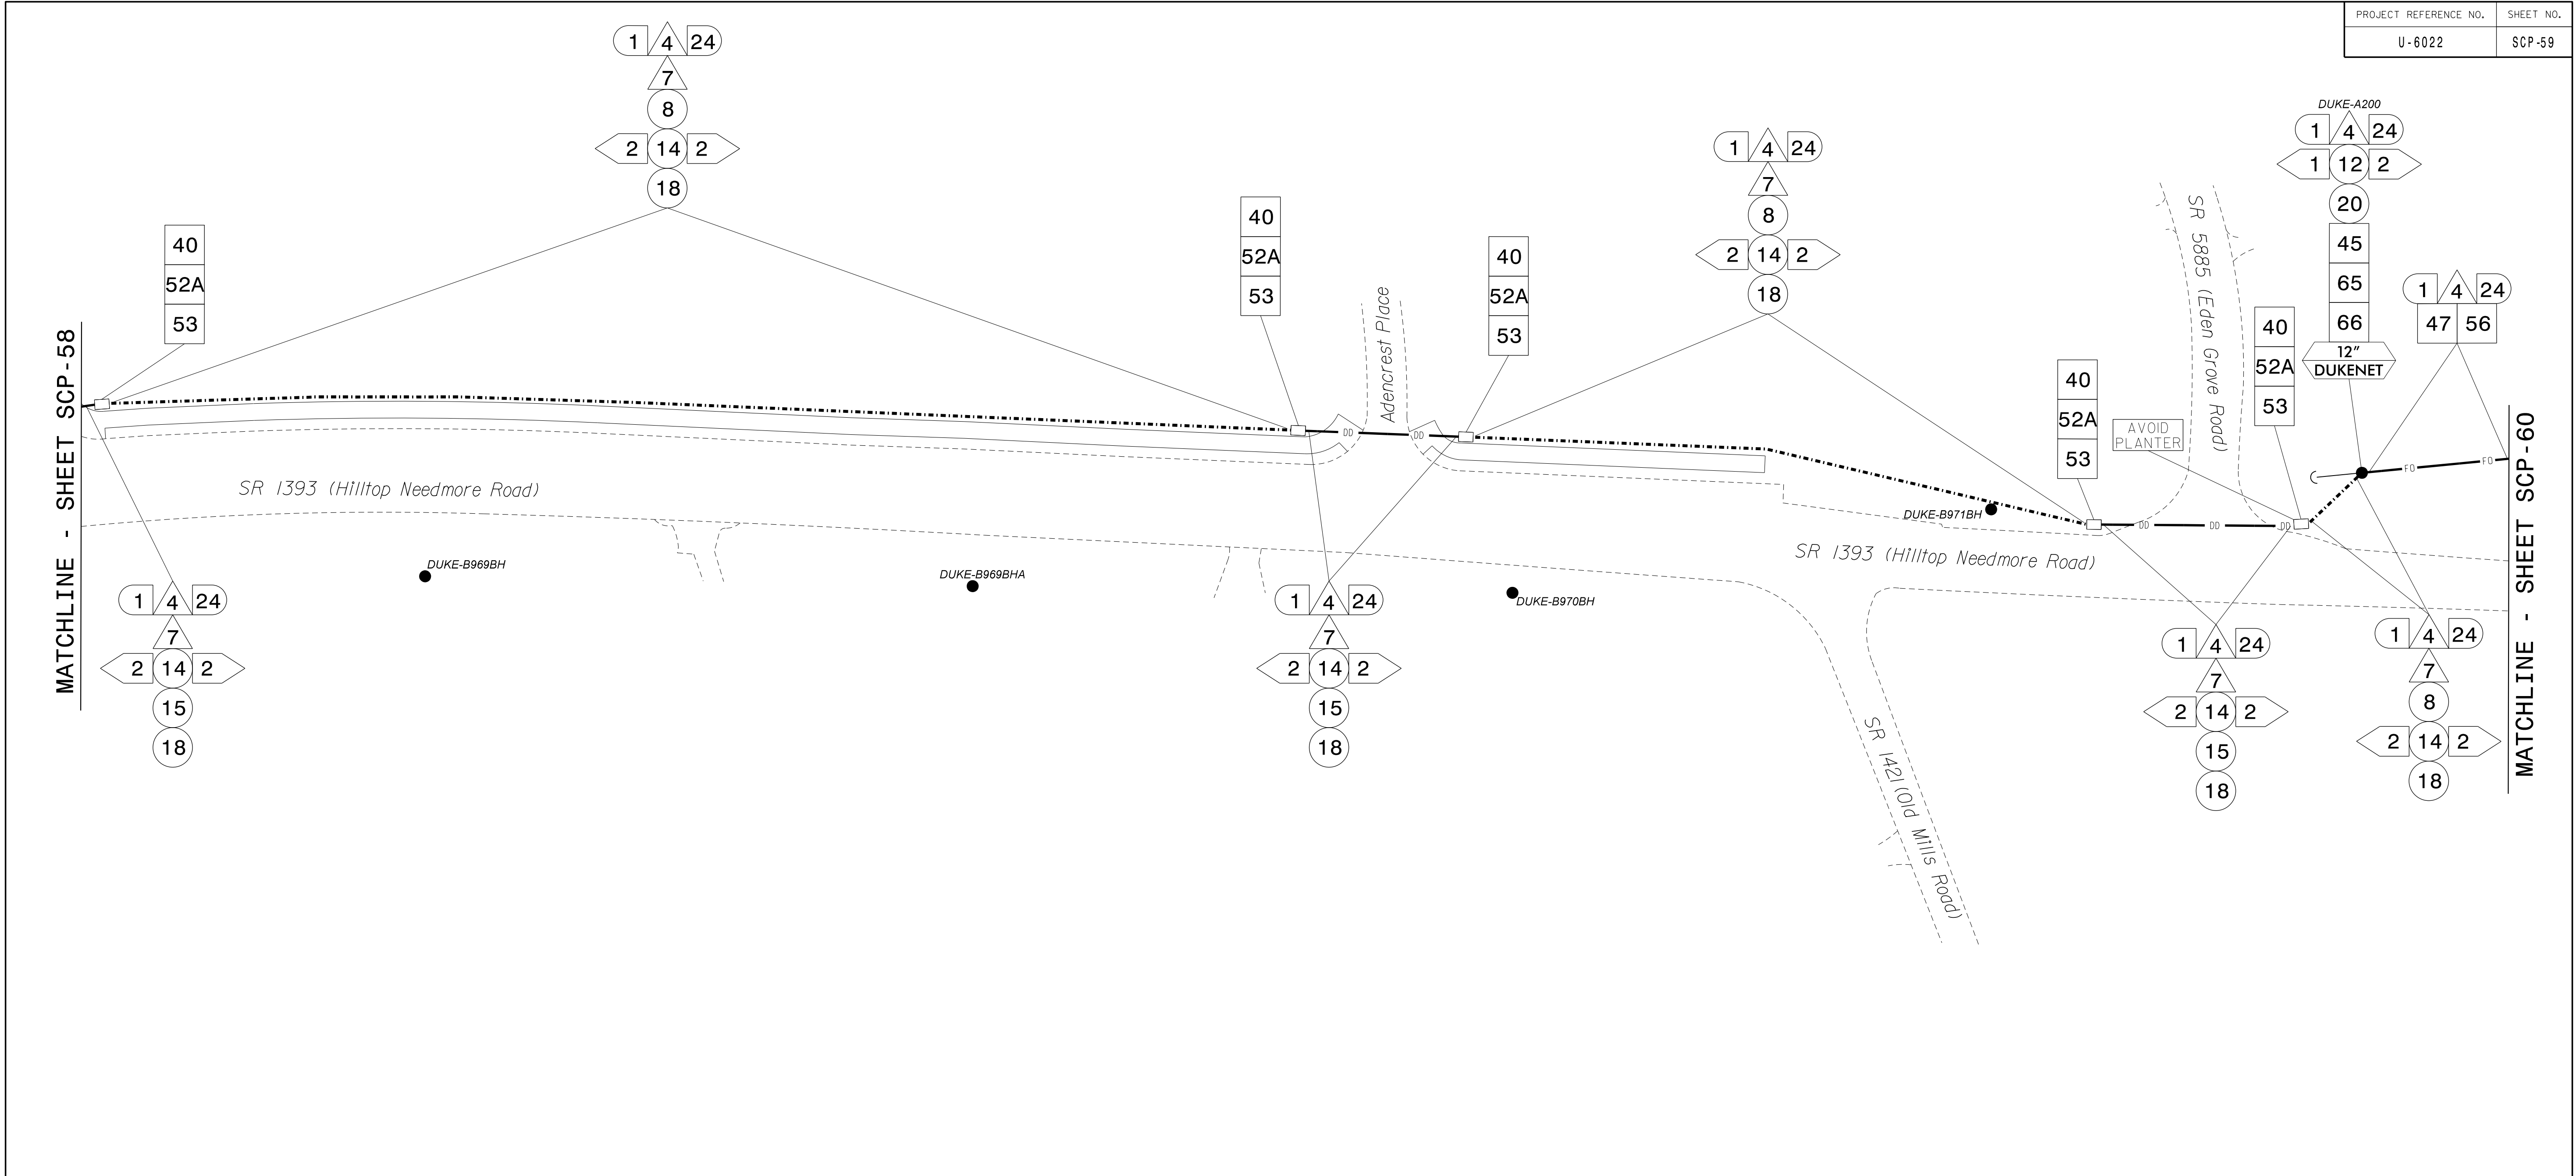 PROJECT REFERENCE NO. SHEET NO.
U-6022 SCP-59
1 4 24
7
8
2 14 2
18
40
52A
53
MATCHLINE - SHEET SCP-58
1 4 24
7
2 14 2
15
18
SR 1393 (Hilltop Needmore Road)
DUKE-B969BH
DUKE-B969BHA
40
52A
53
DD DD
Adencrest Place
40
52A
53
1 4 24
7
2 14 2
15
18
DUKE-B970BH
1 4 24
7
8
2 14 2
18
DUKE-B971BH
SR 1393 (Hilltop Needmore Road)
SR 1421 (Old Mills Road)
40
52A
53
AVOID
PLANTER
SR 5885 (Eden Grove Road)
DD DD DD
40
52A
53
1 4 24
7
2 14 2
15
18
DUKE-A200
1 4 24
1 12 2
20
45
65
66
12"
DUKENET
1 4 24
47 56
FO FO
1 4 24
7
8
2 14 2
18
MATCHLINE - SHEET SCP-60